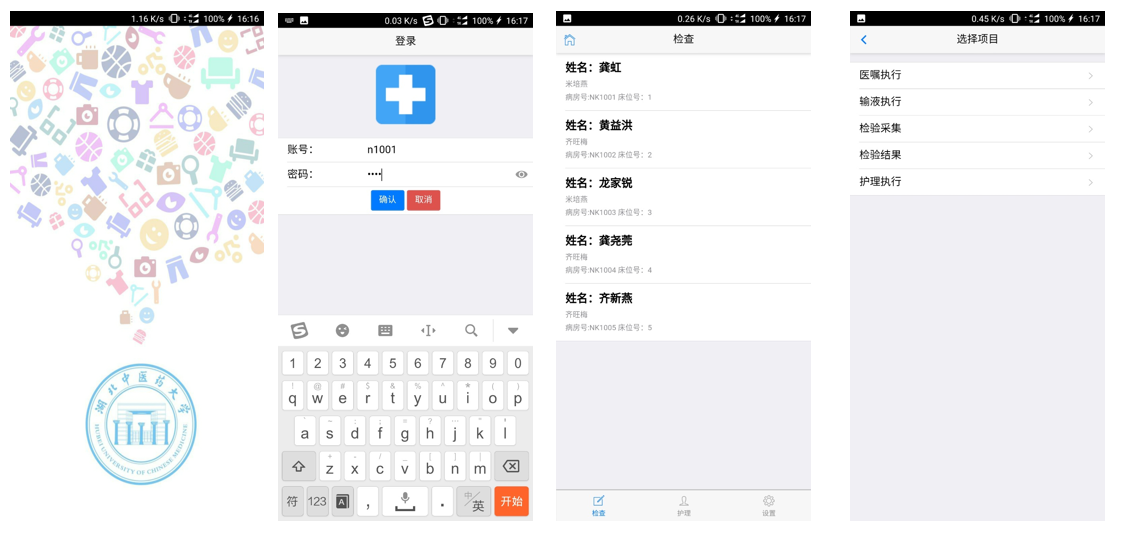 1.16 K/s 100% 16:16
湖北中医药大学
HUBEI UNIVERSITY OF CHINESE MEDICINE
0.03 K/s 100% 16:17
登录
账号： n1001
密码： ••••
确认 取消
1 2 3 4 5 6 7 8 9 0
q w e r t y u i o p
a s d f g h j k l
z x c v b n m
符 123 A , . 中/英 开始
0.26 K/s 100% 16:17
检查
姓名：龚虹
米培燕
病房号:NK1001 床位号：1
姓名：黄益洪
齐旺梅
病房号:NK1002 床位号：2
姓名：龙家锐
米培燕
病房号:NK1003 床位号：3
姓名：龚尧莞
齐旺梅
病房号:NK1004 床位号：4
姓名：齐新燕
齐旺梅
病房号:NK1005 床位号：5
检查 护理 设置
0.45 K/s 100% 16:17
选择项目
医嘱执行
输液执行
检验采集
检验结果
护理执行